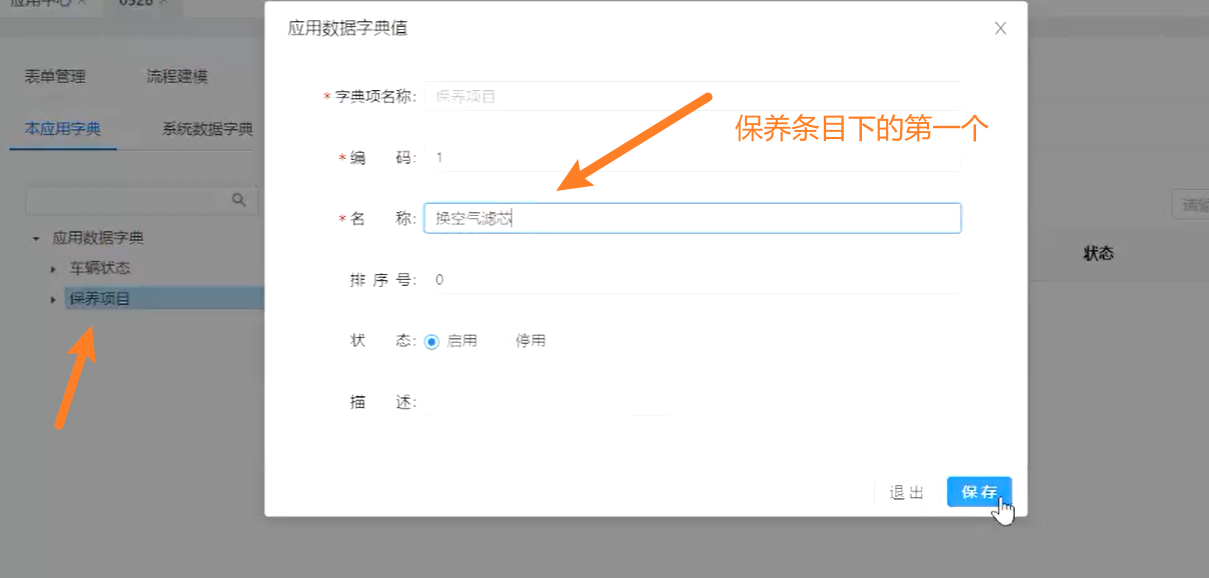 应用中心 ×
0328 ×
应用数据字典值
表单管理
流程建模
本应用字典
系统数据字典
* 字典项名称: 保养项目
保养条目下的第一个
* 编 码: 1
* 名 称: 换空气滤芯
应用数据字典
车辆状态
保养项目
排 序 号: 0
状态
状 态: 启用 停用
描 述:
退 出
保 存